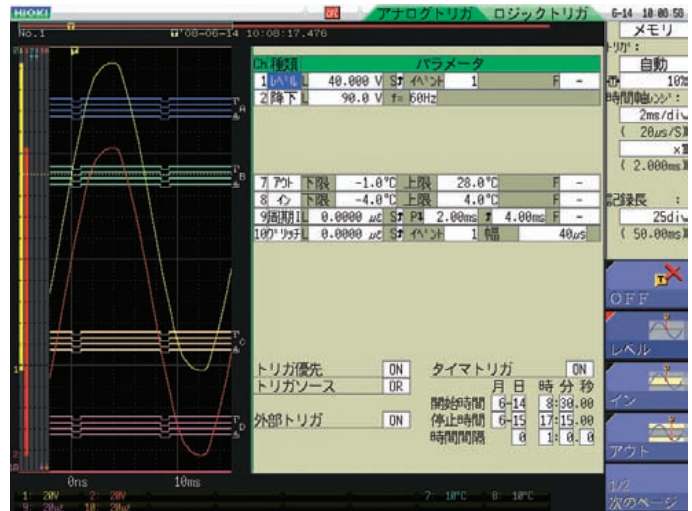 HIOKI アナログトリガ ロジックトリガ 6-14 10:08:50
No.1 '08-06-14 10:08:17.476
メモリ
トリガ:
自動
10%
時間軸レンジ:
2ms/div
( 20µs/S)
( 2.000ms)
記録長 :
25div
( 50.00ms)
OFF
レベル
イン
アウト
1/2
次のページ
Ch 種類 パラメータ
1 レベル L 40.000 V S↑ イベント 1 F -
2 降下 L 90.0 V f= 60Hz
7 アウト 下限 -1.0°C 上限 28.0°C F -
8 イン 下限 -4.0°C 上限 4.0°C F -
9 周期 L 0.0000 S↑ 2.00ms 4.00ms F -
10 グリッチ L 0.0000 S↑ イベント 1 幅 40µs
トリガ優先 ON
トリガソース OR
外部トリガ ON
タイマトリガ ON
月 日 時 分 秒
開始時間 6-14 8:30.00
停止時間 6-15 17:15.00
時間間隔 0 1: 0. 0
A
B
C
D
0ns 10ms
1: 20V 2: 20V 7: 10°C 8: 10°C